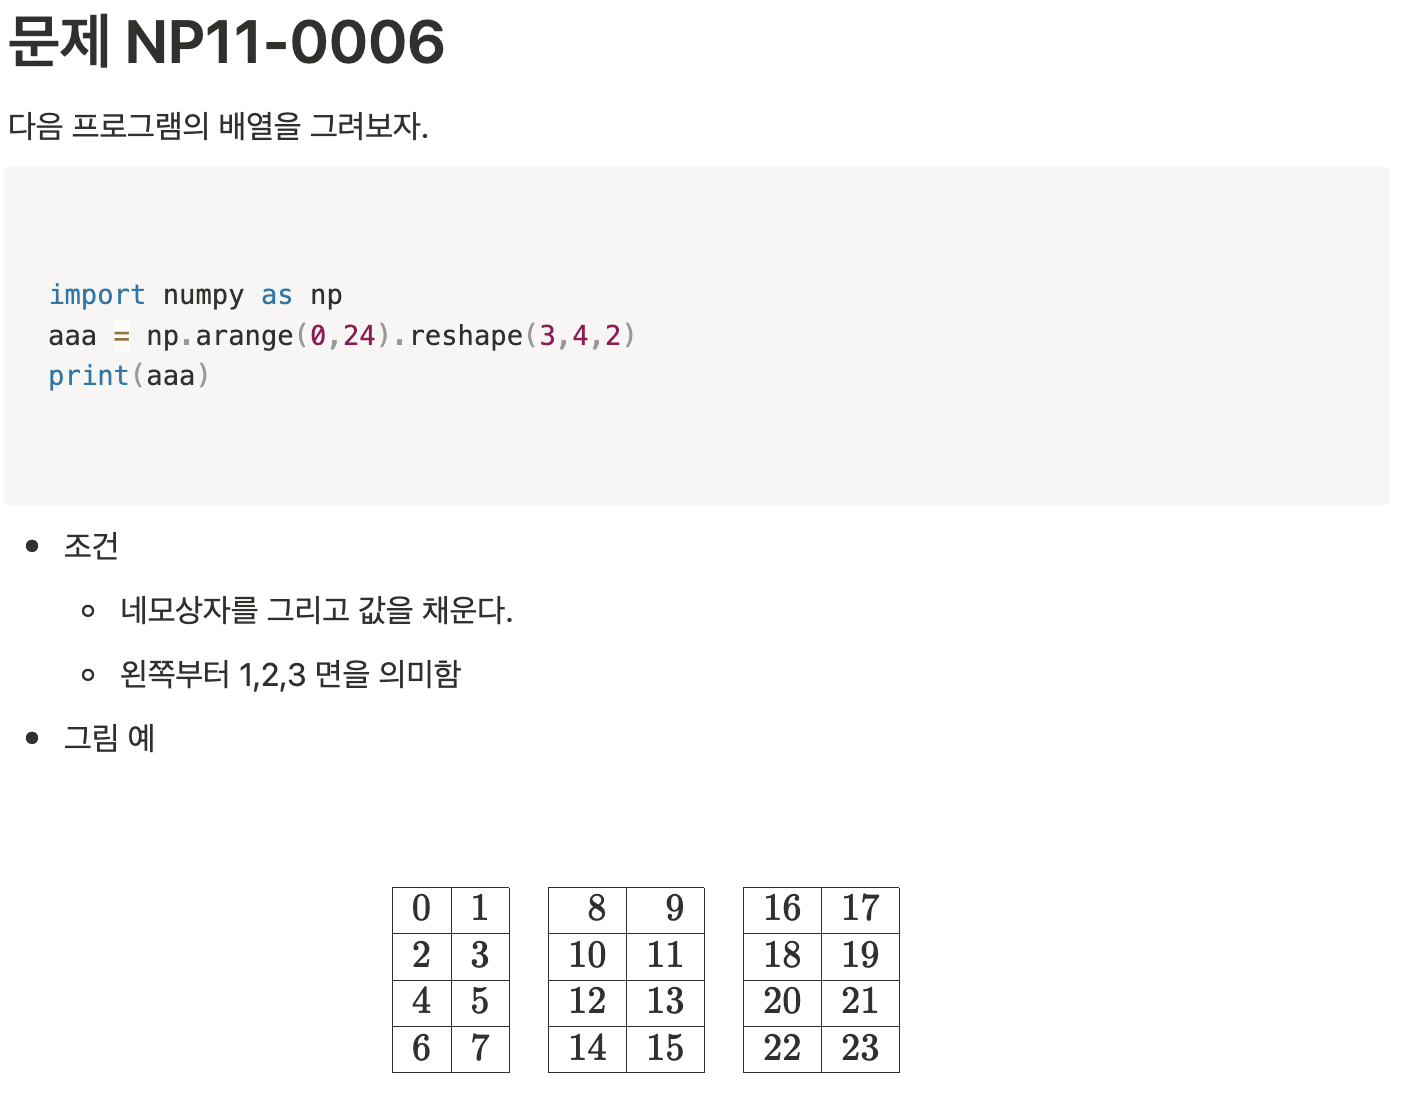 문제 NP11-0006
다음 프로그램의 배열을 그려보자.
import numpy as np
aaa = np.arange(0,24).reshape(3,4,2)
print(aaa)
조건
네모상자를 그리고 값을 채운다.
왼쪽부터 1,2,3 면을 의미함
그림 예
0 1 8 9 16 17
2 3 10 11 18 19
4 5 12 13 20 21
6 7 14 15 22 23